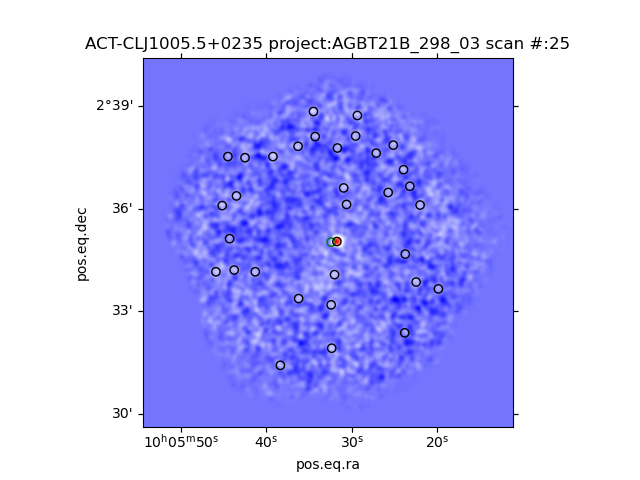 ACT-CLJ1005.5+0235 project:AGBT21B_298_03 scan #:25
2°39'
36'
33'
30'
pos.eq.dec
10ʰ05ᵐ50ˢ 40ˢ 30ˢ 20ˢ
pos.eq.ra